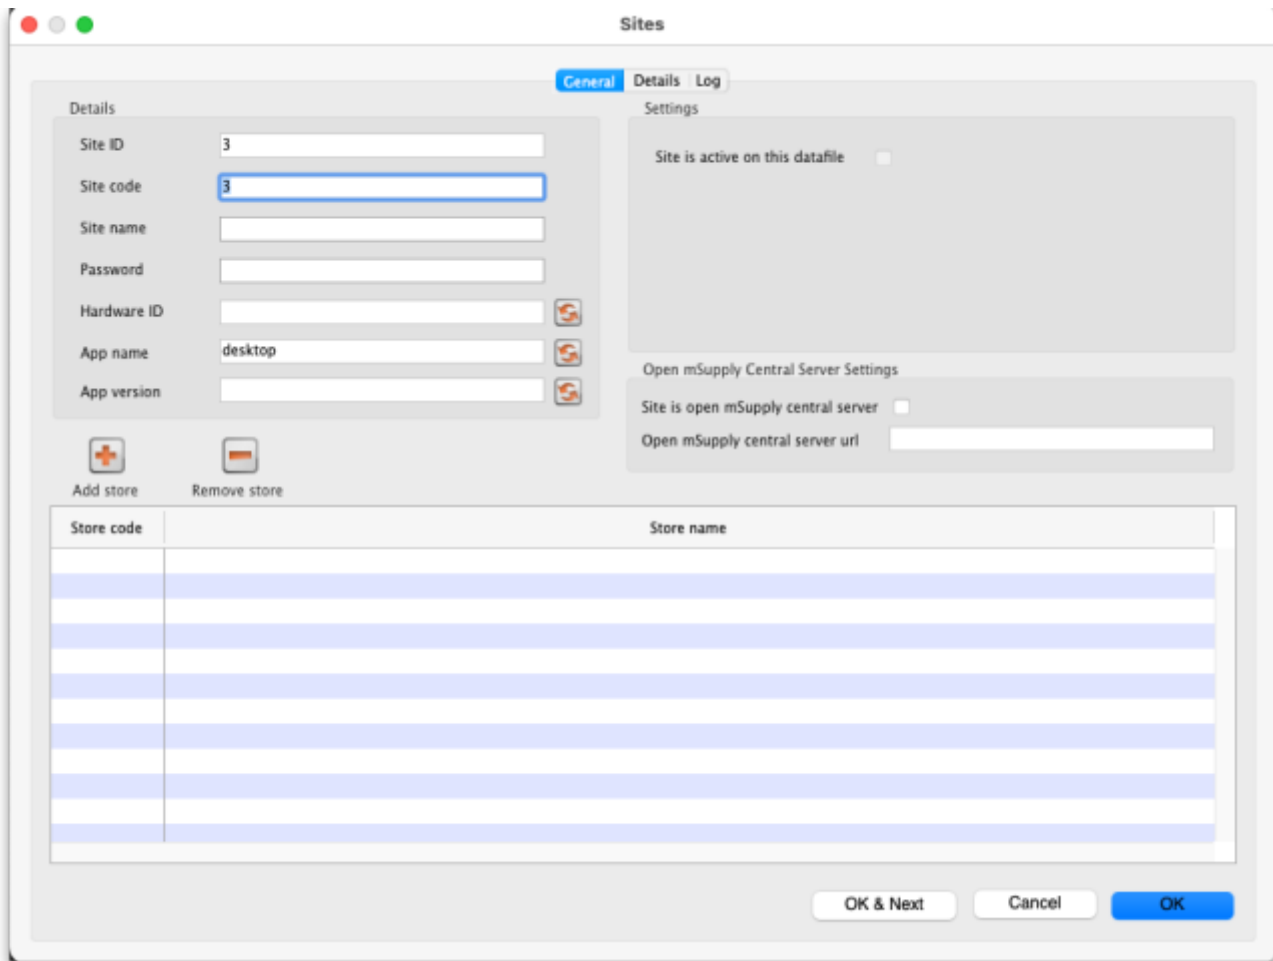 Sites
General Details Log
Details
Site ID 3
Site code 3
Site name
Password
Hardware ID
App name desktop
App version
Settings
Site is active on this datafile
Open mSupply Central Server Settings
Site is open mSupply central server
Open mSupply central server url
Add store Remove store
Store code Store name
OK & Next Cancel OK